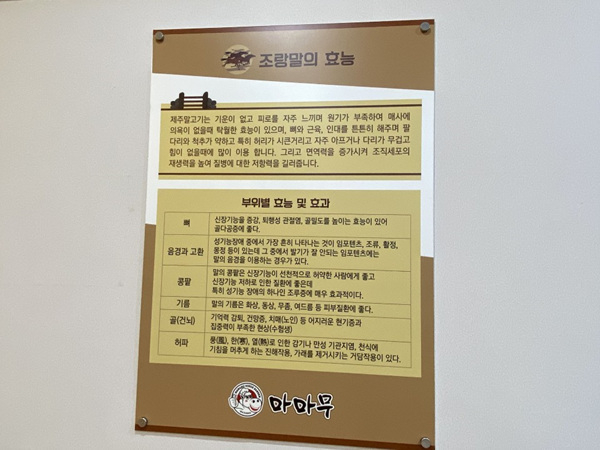 조랑말의 효능
제주말고기는 기운이 없고 피로를 자주 느끼며 원기가 부족하여 매사에
의욕이 없을때 탁월한 효능이 있으며, 뼈와 근육, 인대를 튼튼히 해주며 팔
다리와 척추가 약하고 특히 허리가 시큰거리고 자주 아프거나 다리가 무겁고
힘이 없을때에 많이 이용 합니다. 그리고 면역력을 증가시켜 조직세포의
재생력을 높여 질병에 대한 저항력을 길러줍니다.
부위별 효능 및 효과
뼈
신장기능을 증강, 퇴행성 관절염, 골밀도를 높이는 효능이 있어
골다공증에 좋다.
음경과 고환
성기능장애 중에서 가장 흔히 나타나는 것이 임포텐츠, 조류, 활정,
몽정 등이 있는데 그 중에서 발기가 잘 안되는 임포텐츠에는
말의 음경을 이용하는 경우가 있다.
콩팥
말의 콩팥은 신장기능이 선천적으로 허약한 사람에게 좋고
신장기능 저하로 인한 질환에 좋은데
특히 성기능 장애의 하나인 조루증에 매우 효과적이다.
기름
말의 기름은 화상, 동상, 무좀, 여드름 등 피부질환에 좋다.
골(건뇌)
기억력 감퇴, 건망증, 치매(노인) 등 어지러운 현기증과
집중력이 부족한 현상(수험생)
허파
풍(風), 한(寒), 열(熱)로 인한 감기나 만성 기관지염, 천식에
기침을 머추게 하는 진해작용, 가래를 제거시키는 거담작용이 있다.
마마무